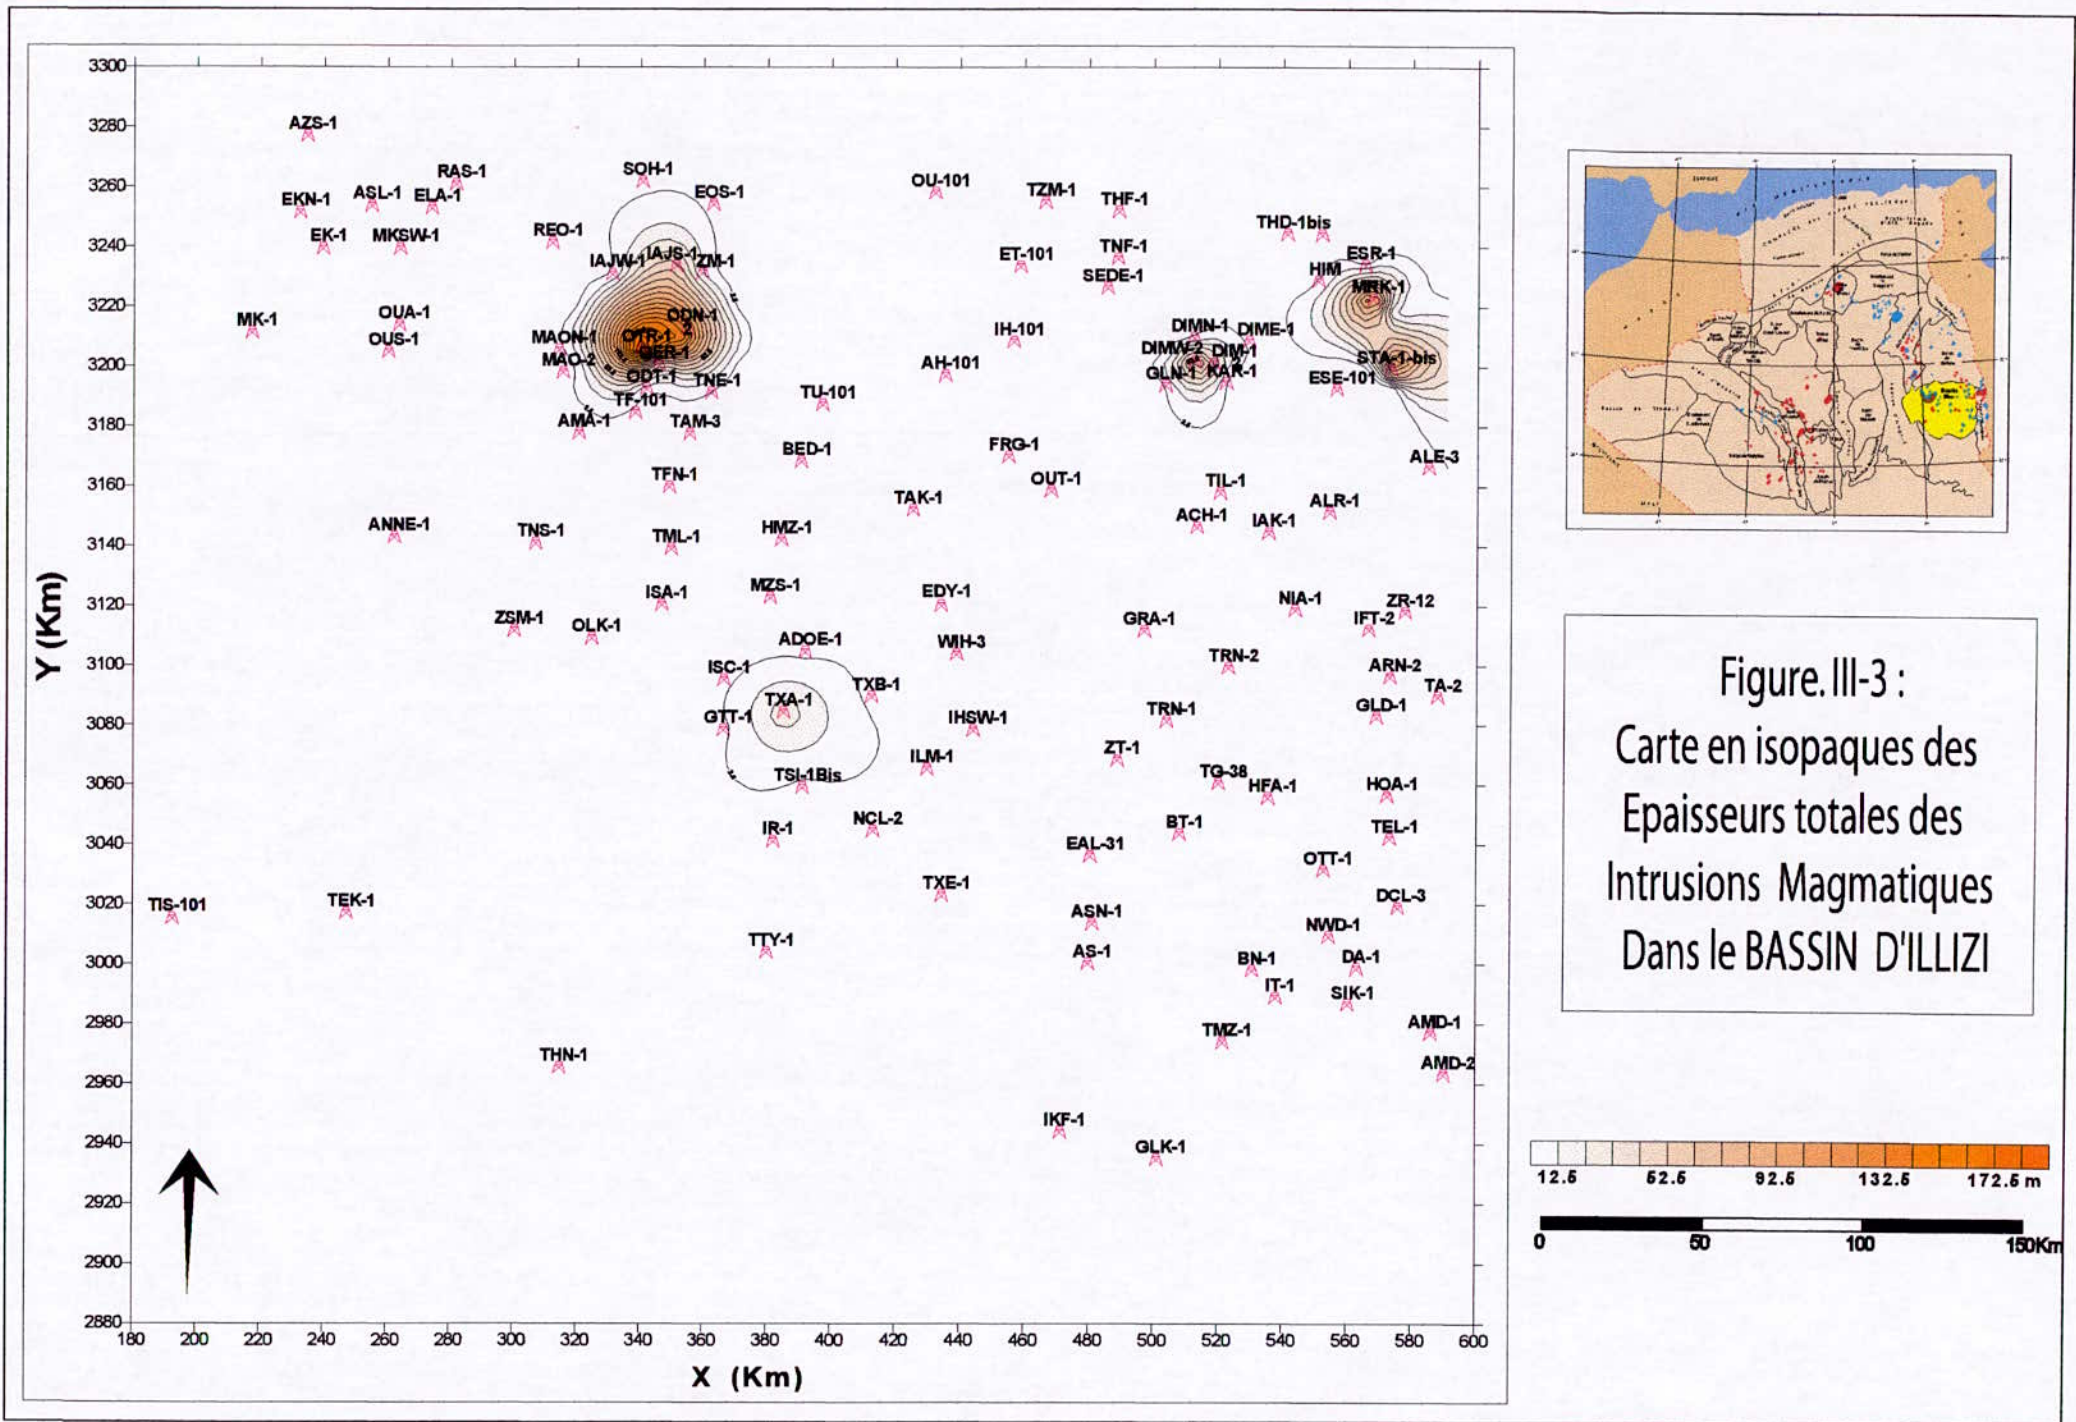 3300
3280
3260
3240
3220
3200
3180
3160
3140
3120
3100
3080
3060
3040
3020
3000
2980
2960
2940
2920
2900
2880
Y (Km)
180 200 220 240 260 280 300 320 340 360 380 400 420 440 460 480 500 520 540 560 580 600
X (Km)
AZS-1
RAS-1 SOH-1 OU-101
EKN-1 ASL-1 ELA-1 EOS-1 TZM-1 THF-1
EK-1 MKSW-1 REO-1 THD-1bis
IAJW-1 IAJS-1 ZM-1 ET-101 TNF-1 ESR-1
SEDE-1 HIM
MRK-1
MK-1 OUA-1 ODN-1
2
OUS-1 MAON-1 OTR-1 IH-101 DIMN-1 DIME-1
MAO-2 OER-1 AH-101 DIMW-2 DIM-1 STA-1-bis
2
ODT-1 TNE-1 GLN-1 KAR-1 ESE-101
TF-101 TU-101
AMA-1 TAM-3
BED-1 FRG-1 ALE-3
TFN-1 OUT-1 TIL-1
TAK-1 ACH-1 IAK-1 ALR-1
ANNE-1 TNS-1 TML-1 HMZ-1
ISA-1 MZS-1 EDY-1 NIA-1 ZR-12
ZSM-1 OLK-1 GRA-1 IFT-2
ADOE-1 WIH-3
ISC-1 TRN-2 ARN-2
TXA-1 TXB-1 TA-2
GTT-1 IHSW-1 TRN-1 GLD-1
ILM-1 ZT-1
TSI-1Bis TG-38 HFA-1 HOA-1
IR-1 NCL-2 BT-1 TEL-1
EAL-31 OTT-1
TXE-1 DCL-3
TIS-101 TEK-1 ASN-1 NWD-1
TTY-1 AS-1 BN-1 DA-1
IT-1 SIK-1
TMZ-1 AMD-1
THN-1 AMD-2
IKF-1
GLK-1
Figure.III-3 :
Carte en isopaques des
Epaisseurs totales des
Intrusions Magmatiques
Dans le BASSIN D'ILLIZI
12.5 52.5 92.5 132.5 172.5 m
0 50 100 150Km